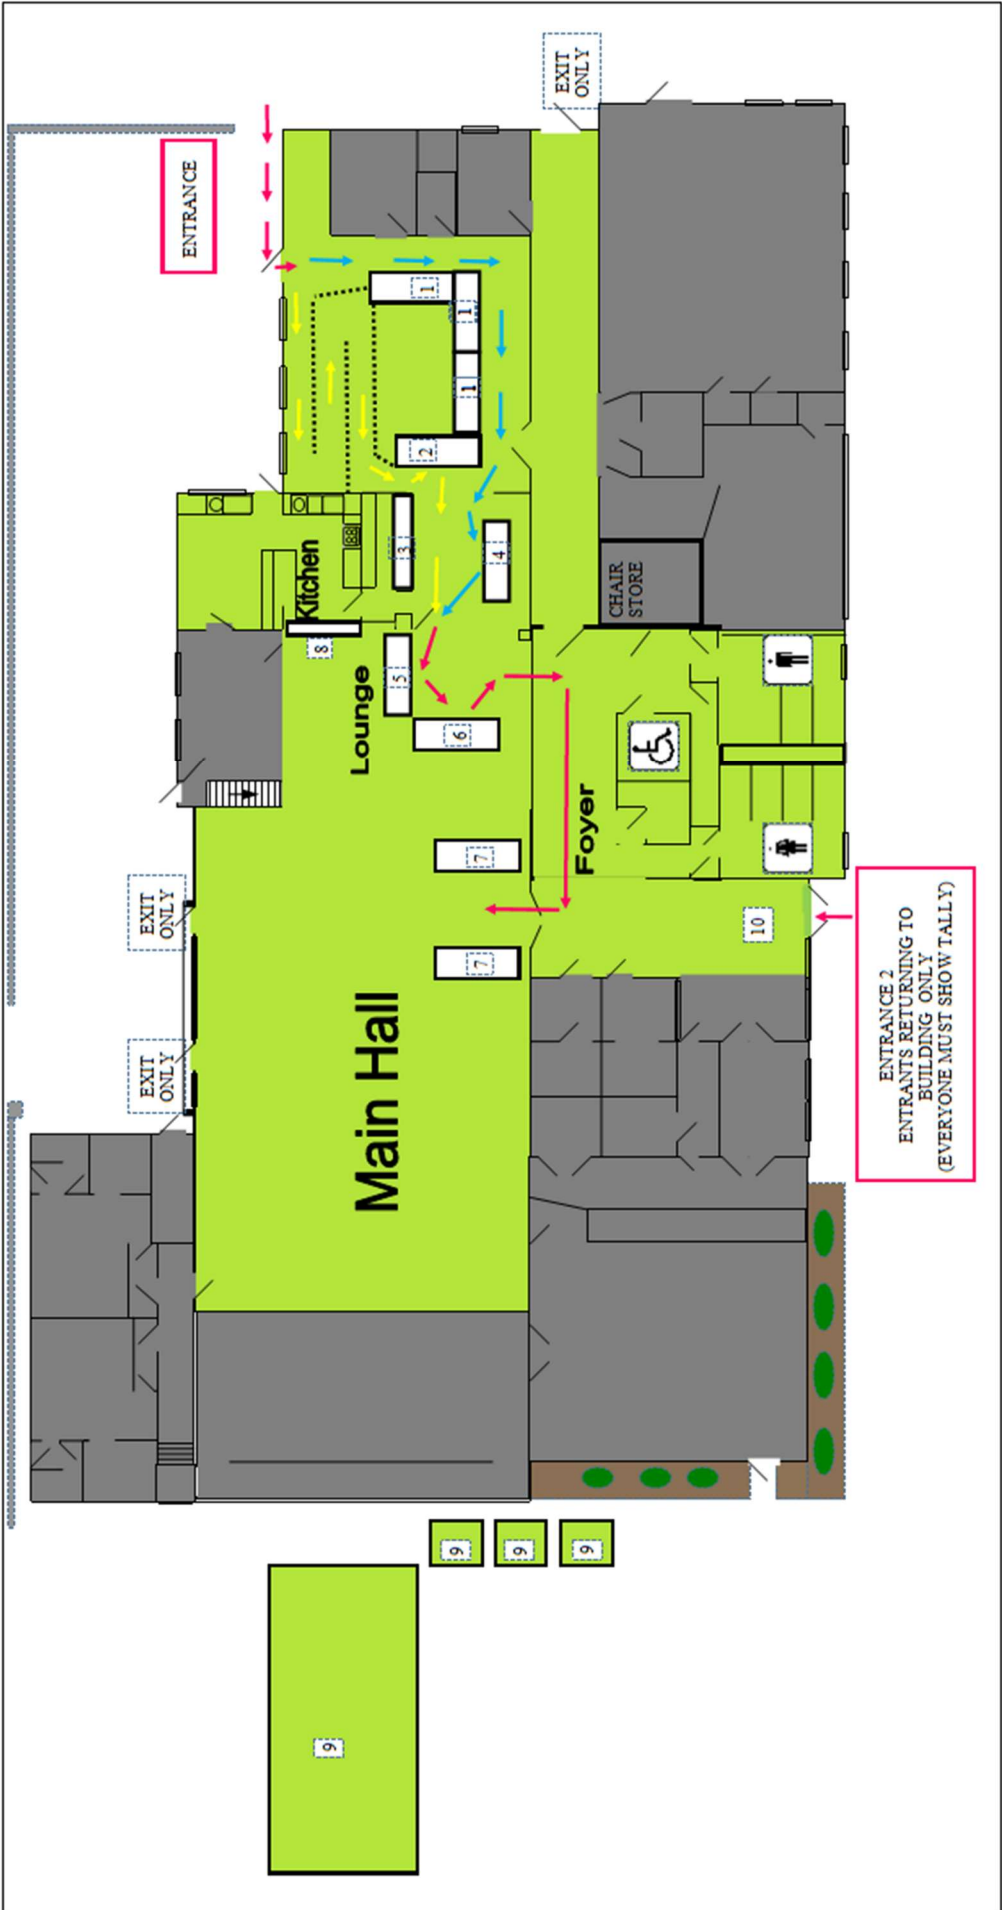 EXIT
ONLY
EXIT
ONLY
ENTRANCE
Kitchen
8
9
Lounge
Main Hall
5
3
2
1
1
1
9
6
7
7
4
9
9
EXIT
ONLY
Foyer
CHAIR
STORE
10
ENTRANCE 2
ENTRANTS RETURNING TO
BUILDING ONLY
(EVERYONE MUST SHOW TALLY)